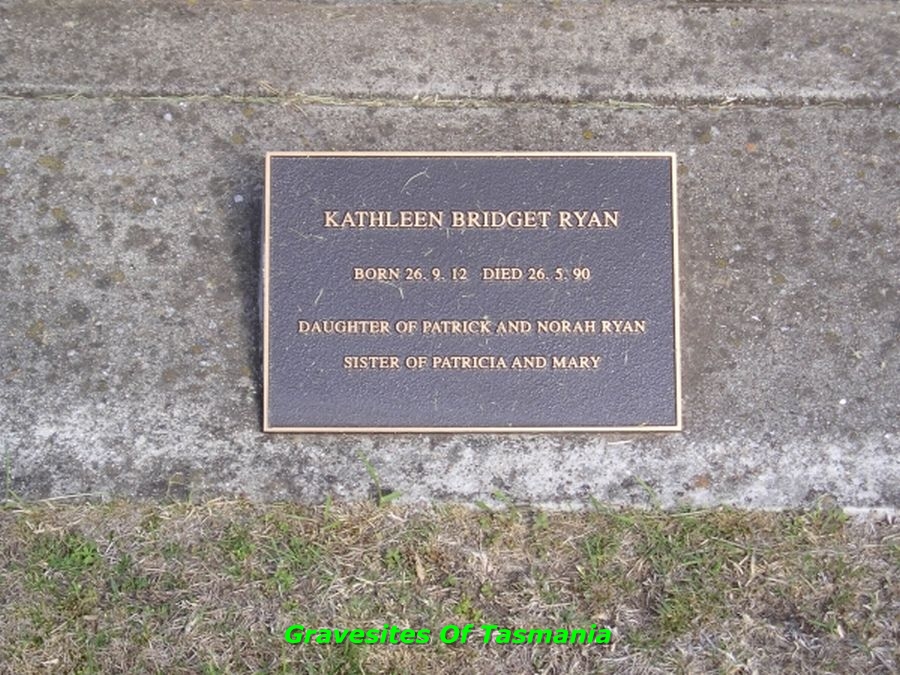 KATHLEEN BRIDGET RYAN
BORN 26. 9. 12 DIED 26. 5. 90
DAUGHTER OF PATRICK AND NORAH RYAN
SISTER OF PATRICIA AND MARY
Gravesites Of Tasmania